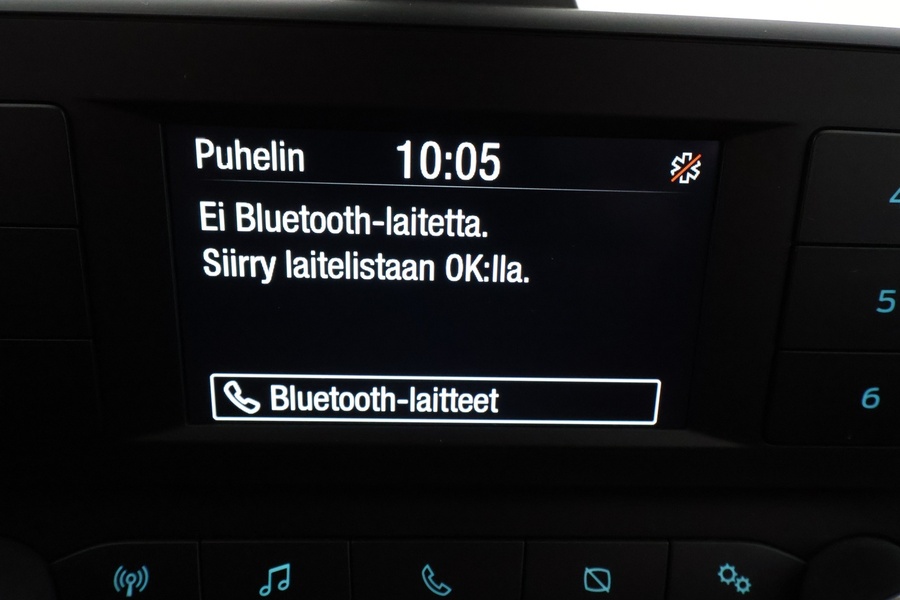 Puhelin 10:05
Ei Bluetooth-laitetta.
Siirry laitelistaan OK:lla.
Bluetooth-laitteet
5
6